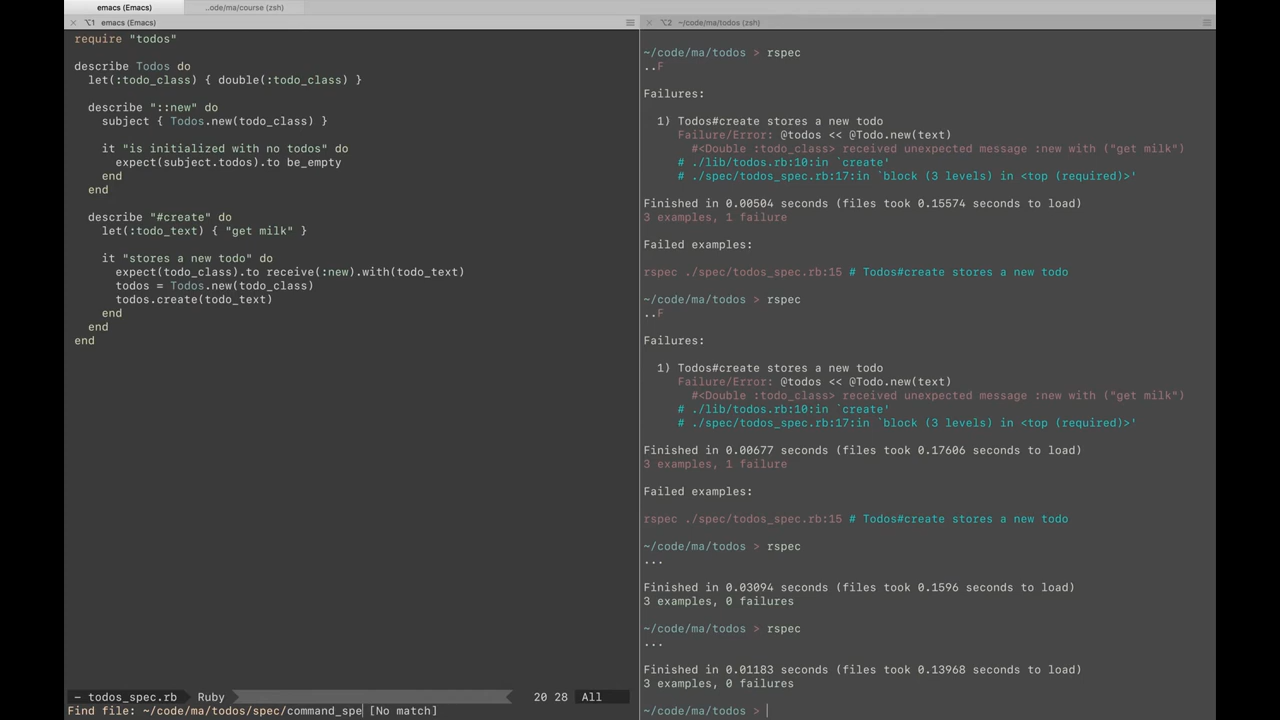 emacs (Emacs)
..ode/ma/course (zsh)
✕ ⌥1 emacs (Emacs)
require "todos"
describe Todos do
let(:todo_class) { double(:todo_class) }
describe "::new" do
subject { Todos.new(todo_class) }
it "is initialized with no todos" do
expect(subject.todos).to be_empty
end
end
describe "#create" do
let(:todo_text) { "get milk" }
it "stores a new todo" do
expect(todo_class).to receive(:new).with(todo_text)
todos = Todos.new(todo_class)
todos.create(todo_text)
end
end
end
- todos_spec.rb Ruby 20 28 All
Find file: ~/code/ma/todos/spec/command_spe [No match]
✕ ⌥2 ~/code/ma/todos (zsh)
~/code/ma/todos > rspec
..F
Failures:
1) Todos#create stores a new todo
Failure/Error: @todos << @Todo.new(text)
#<Double :todo_class> received unexpected message :new with ("get milk")
# ./lib/todos.rb:10:in `create'
# ./spec/todos_spec.rb:17:in `block (3 levels) in <top (required)>'
Finished in 0.00504 seconds (files took 0.15574 seconds to load)
3 examples, 1 failure
Failed examples:
rspec ./spec/todos_spec.rb:15 # Todos#create stores a new todo
~/code/ma/todos > rspec
..F
Failures:
1) Todos#create stores a new todo
Failure/Error: @todos << @Todo.new(text)
#<Double :todo_class> received unexpected message :new with ("get milk")
# ./lib/todos.rb:10:in `create'
# ./spec/todos_spec.rb:17:in `block (3 levels) in <top (required)>'
Finished in 0.00677 seconds (files took 0.17606 seconds to load)
3 examples, 1 failure
Failed examples:
rspec ./spec/todos_spec.rb:15 # Todos#create stores a new todo
~/code/ma/todos > rspec
...
Finished in 0.03094 seconds (files took 0.1596 seconds to load)
3 examples, 0 failures
~/code/ma/todos > rspec
...
Finished in 0.01183 seconds (files took 0.13968 seconds to load)
3 examples, 0 failures
~/code/ma/todos >